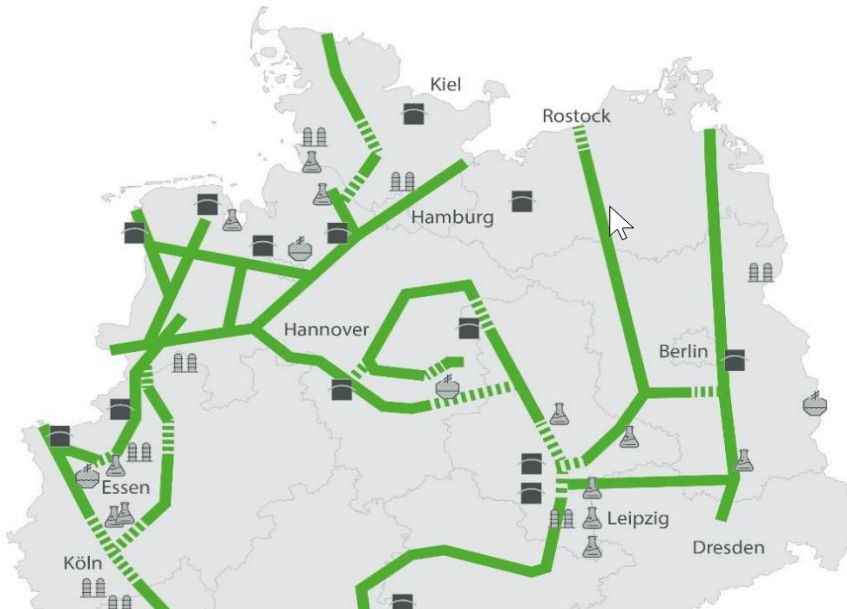 Kiel
Rostock
Hamburg
Hannover
Berlin
Essen
Leipzig
Dresden
Köln